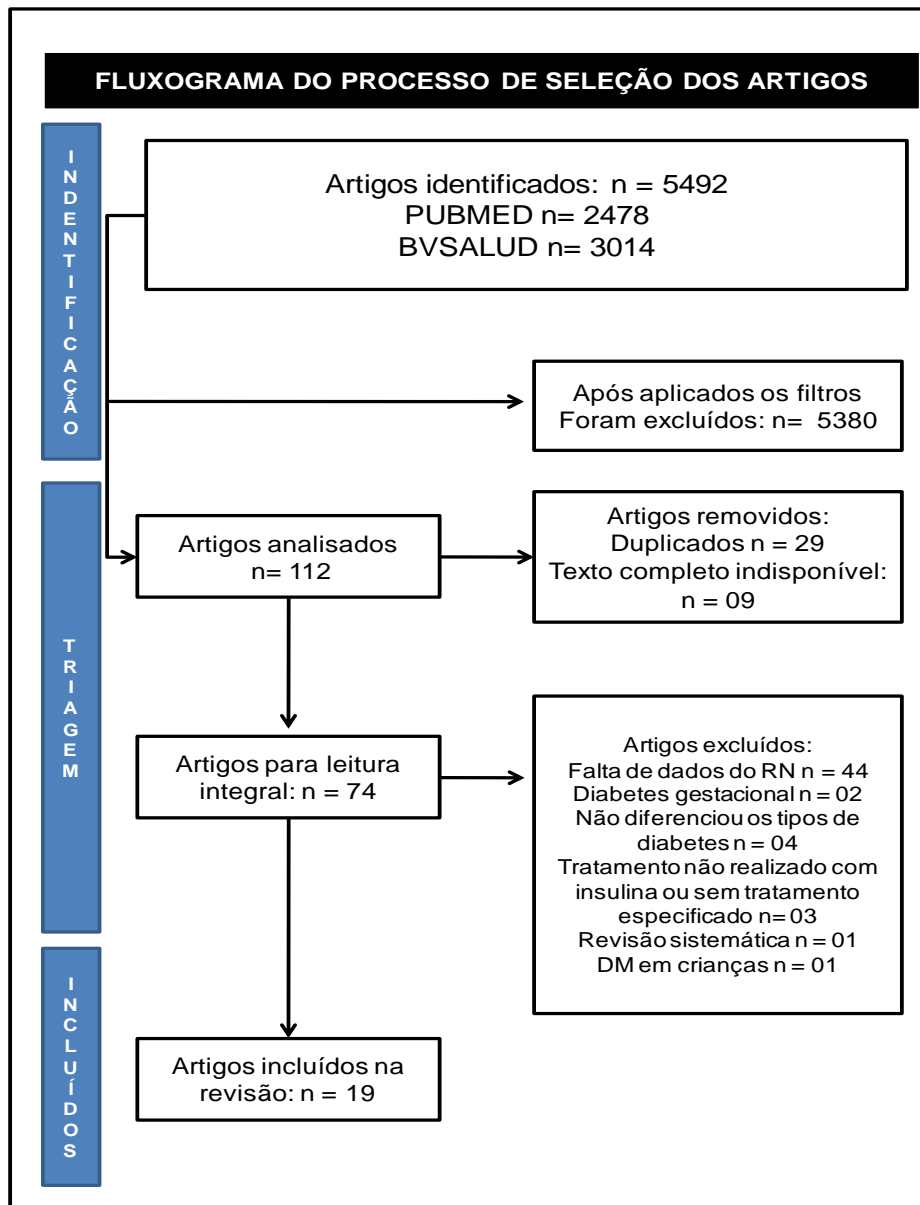 FLUXOGRAMA DO PROCESSO DE SELEÇÃO DOS ARTIGOS
INDENTIFICAÇÃO
Artigos identificados: n = 5492
PUBMED n= 2478
BVSALUD n= 3014
Após aplicados os filtros
Foram excluídos: n= 5380
TRIAGEM
Artigos analisados
n= 112
Artigos removidos:
Duplicados n = 29
Texto completo indisponível:
n = 09
Artigos para leitura
integral: n = 74
Artigos excluídos:
Falta de dados do RN n = 44
Diabetes gestacional n = 02
Não diferenciou os tipos de
diabetes n = 04
Tratamento não realizado com
insulina ou sem tratamento
especificado n= 03
Revisão sistemática n = 01
DM em crianças n = 01
INCLUÍDOS
Artigos incluídos na
revisão: n = 19